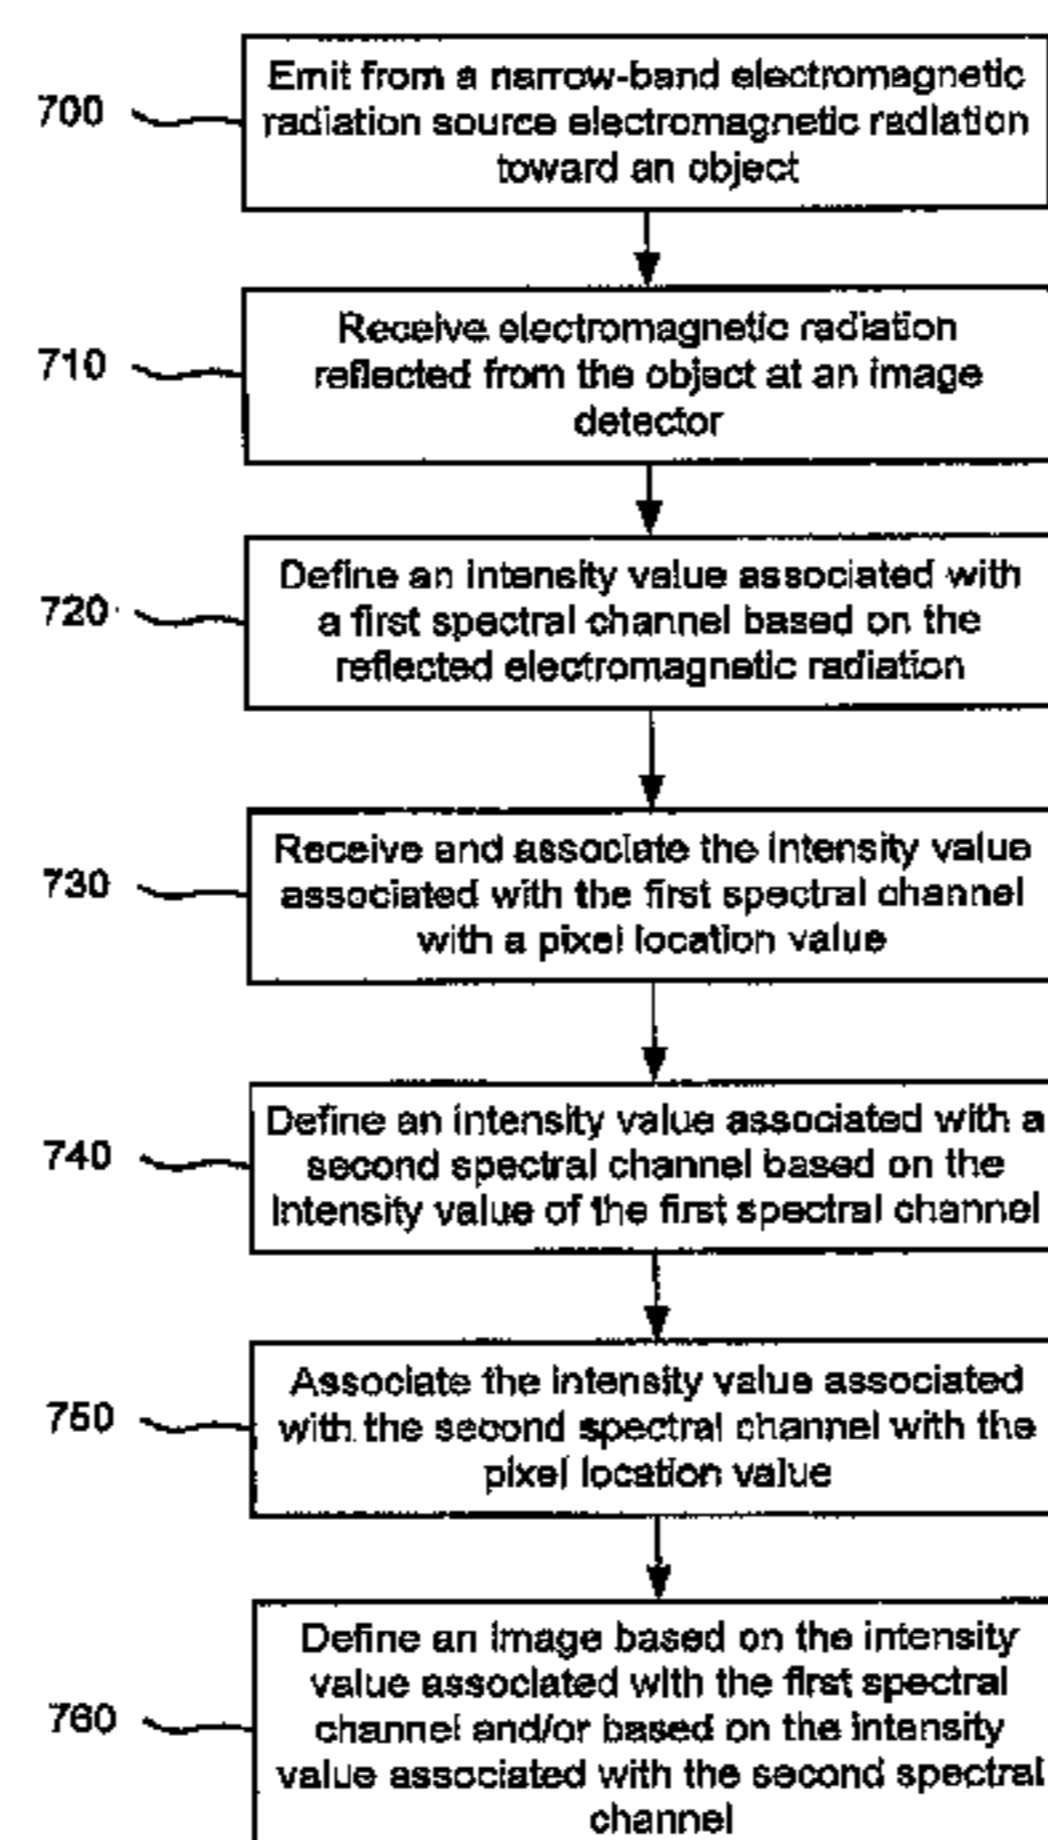 700
Emit from a narrow-band electromagnetic
radiation source electromagnetic radiation
toward an object
710
Receive electromagnetic radiation
reflected from the object at an image
detector
720
Define an intensity value associated with
a first spectral channel based on the
reflected electromagnetic radiation
730
Receive and associate the intensity value
associated with the first spectral channel
with a pixel location value
740
Define an intensity value associated with a
second spectral channel based on the
intensity value of the first spectral channel
750
Associate the intensity value associated
with the second spectral channel with the
pixel location value
760
Define an image based on the intensity
value associated with the first spectral
channel and/or based on the intensity
value associated with the second spectral
channel